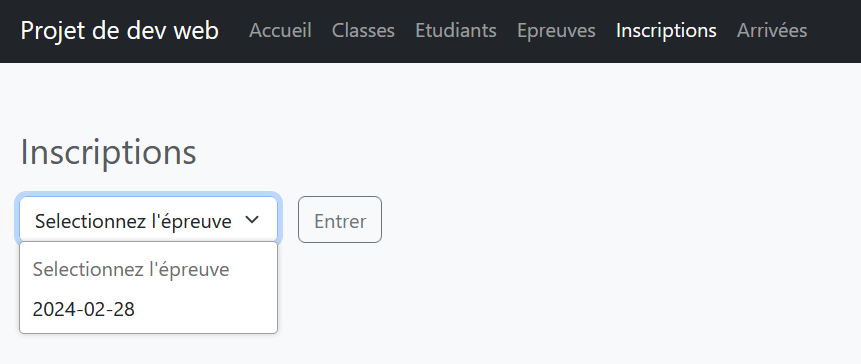 Projet de dev web Accueil Classes Etudiants Epreuves Inscriptions Arrivées
Inscriptions
Selectionnez l'épreuve Entrer
Selectionnez l'épreuve
2024-02-28